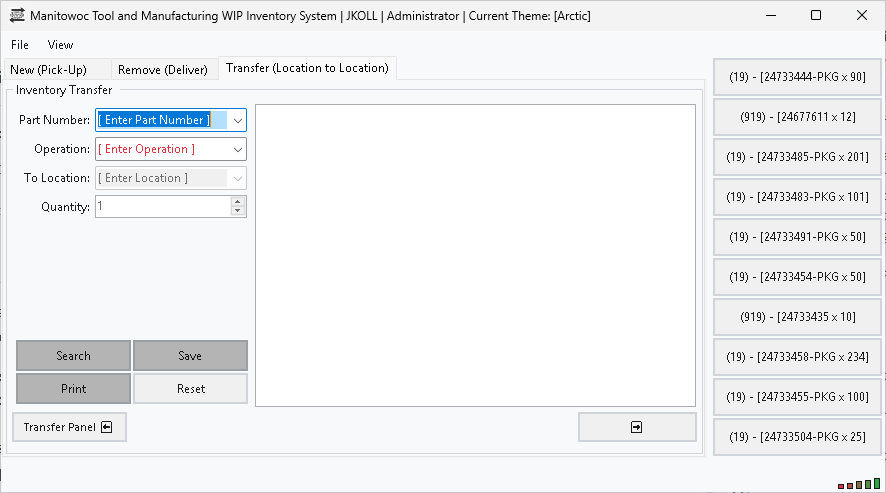 Manitowoc Tool and Manufacturing WIP Inventory System | JKOLL | Administrator | Current Theme: [Arctic]
File View
New (Pick-Up) Remove (Deliver) Transfer (Location to Location)
Inventory Transfer
Part Number: [ Enter Part Number ]
Operation: [ Enter Operation ]
To Location: [ Enter Location ]
Quantity: 1
Search Save
Print Reset
Transfer Panel
(19) - [24733444-PKG x 90]
(919) - [24677611 x 12]
(19) - [24733485-PKG x 201]
(19) - [24733483-PKG x 101]
(19) - [24733491-PKG x 50]
(19) - [24733454-PKG x 50]
(919) - [24733435 x 10]
(19) - [24733458-PKG x 234]
(19) - [24733455-PKG x 100]
(19) - [24733504-PKG x 25]